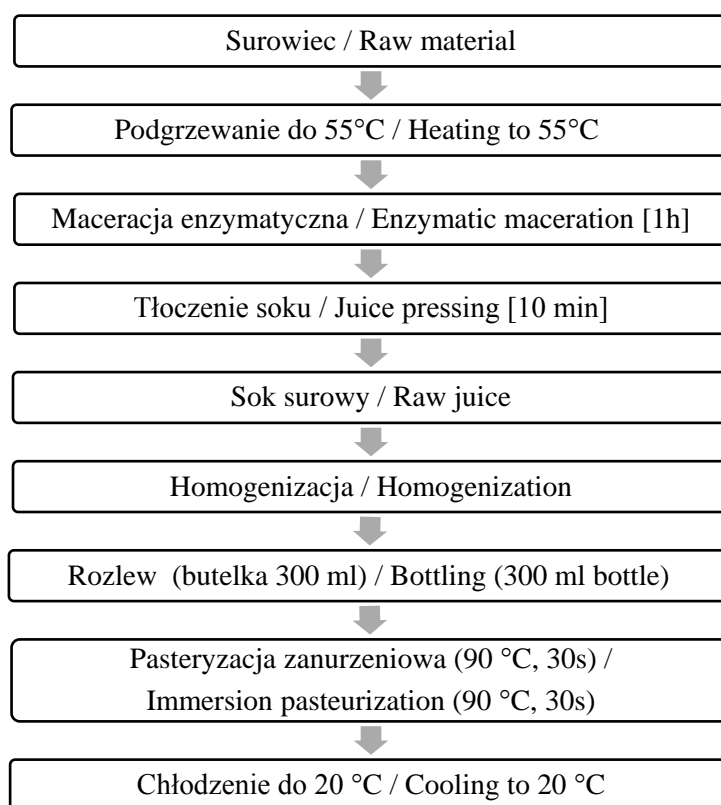 Surowiec / Raw material
Podgrzewanie do 55°C / Heating to 55°C
Maceracja enzymatyczna / Enzymatic maceration [1h]
Tłoczenie soku / Juice pressing [10 min]
Sok surowy / Raw juice
Homogenizacja / Homogenization
Rozlew (butelka 300 ml) / Bottling (300 ml bottle)
Pasteryzacja zanurzeniowa (90 °C, 30s) /
Immersion pasteurization (90 °C, 30s)
Chłodzenie do 20 °C / Cooling to 20 °C